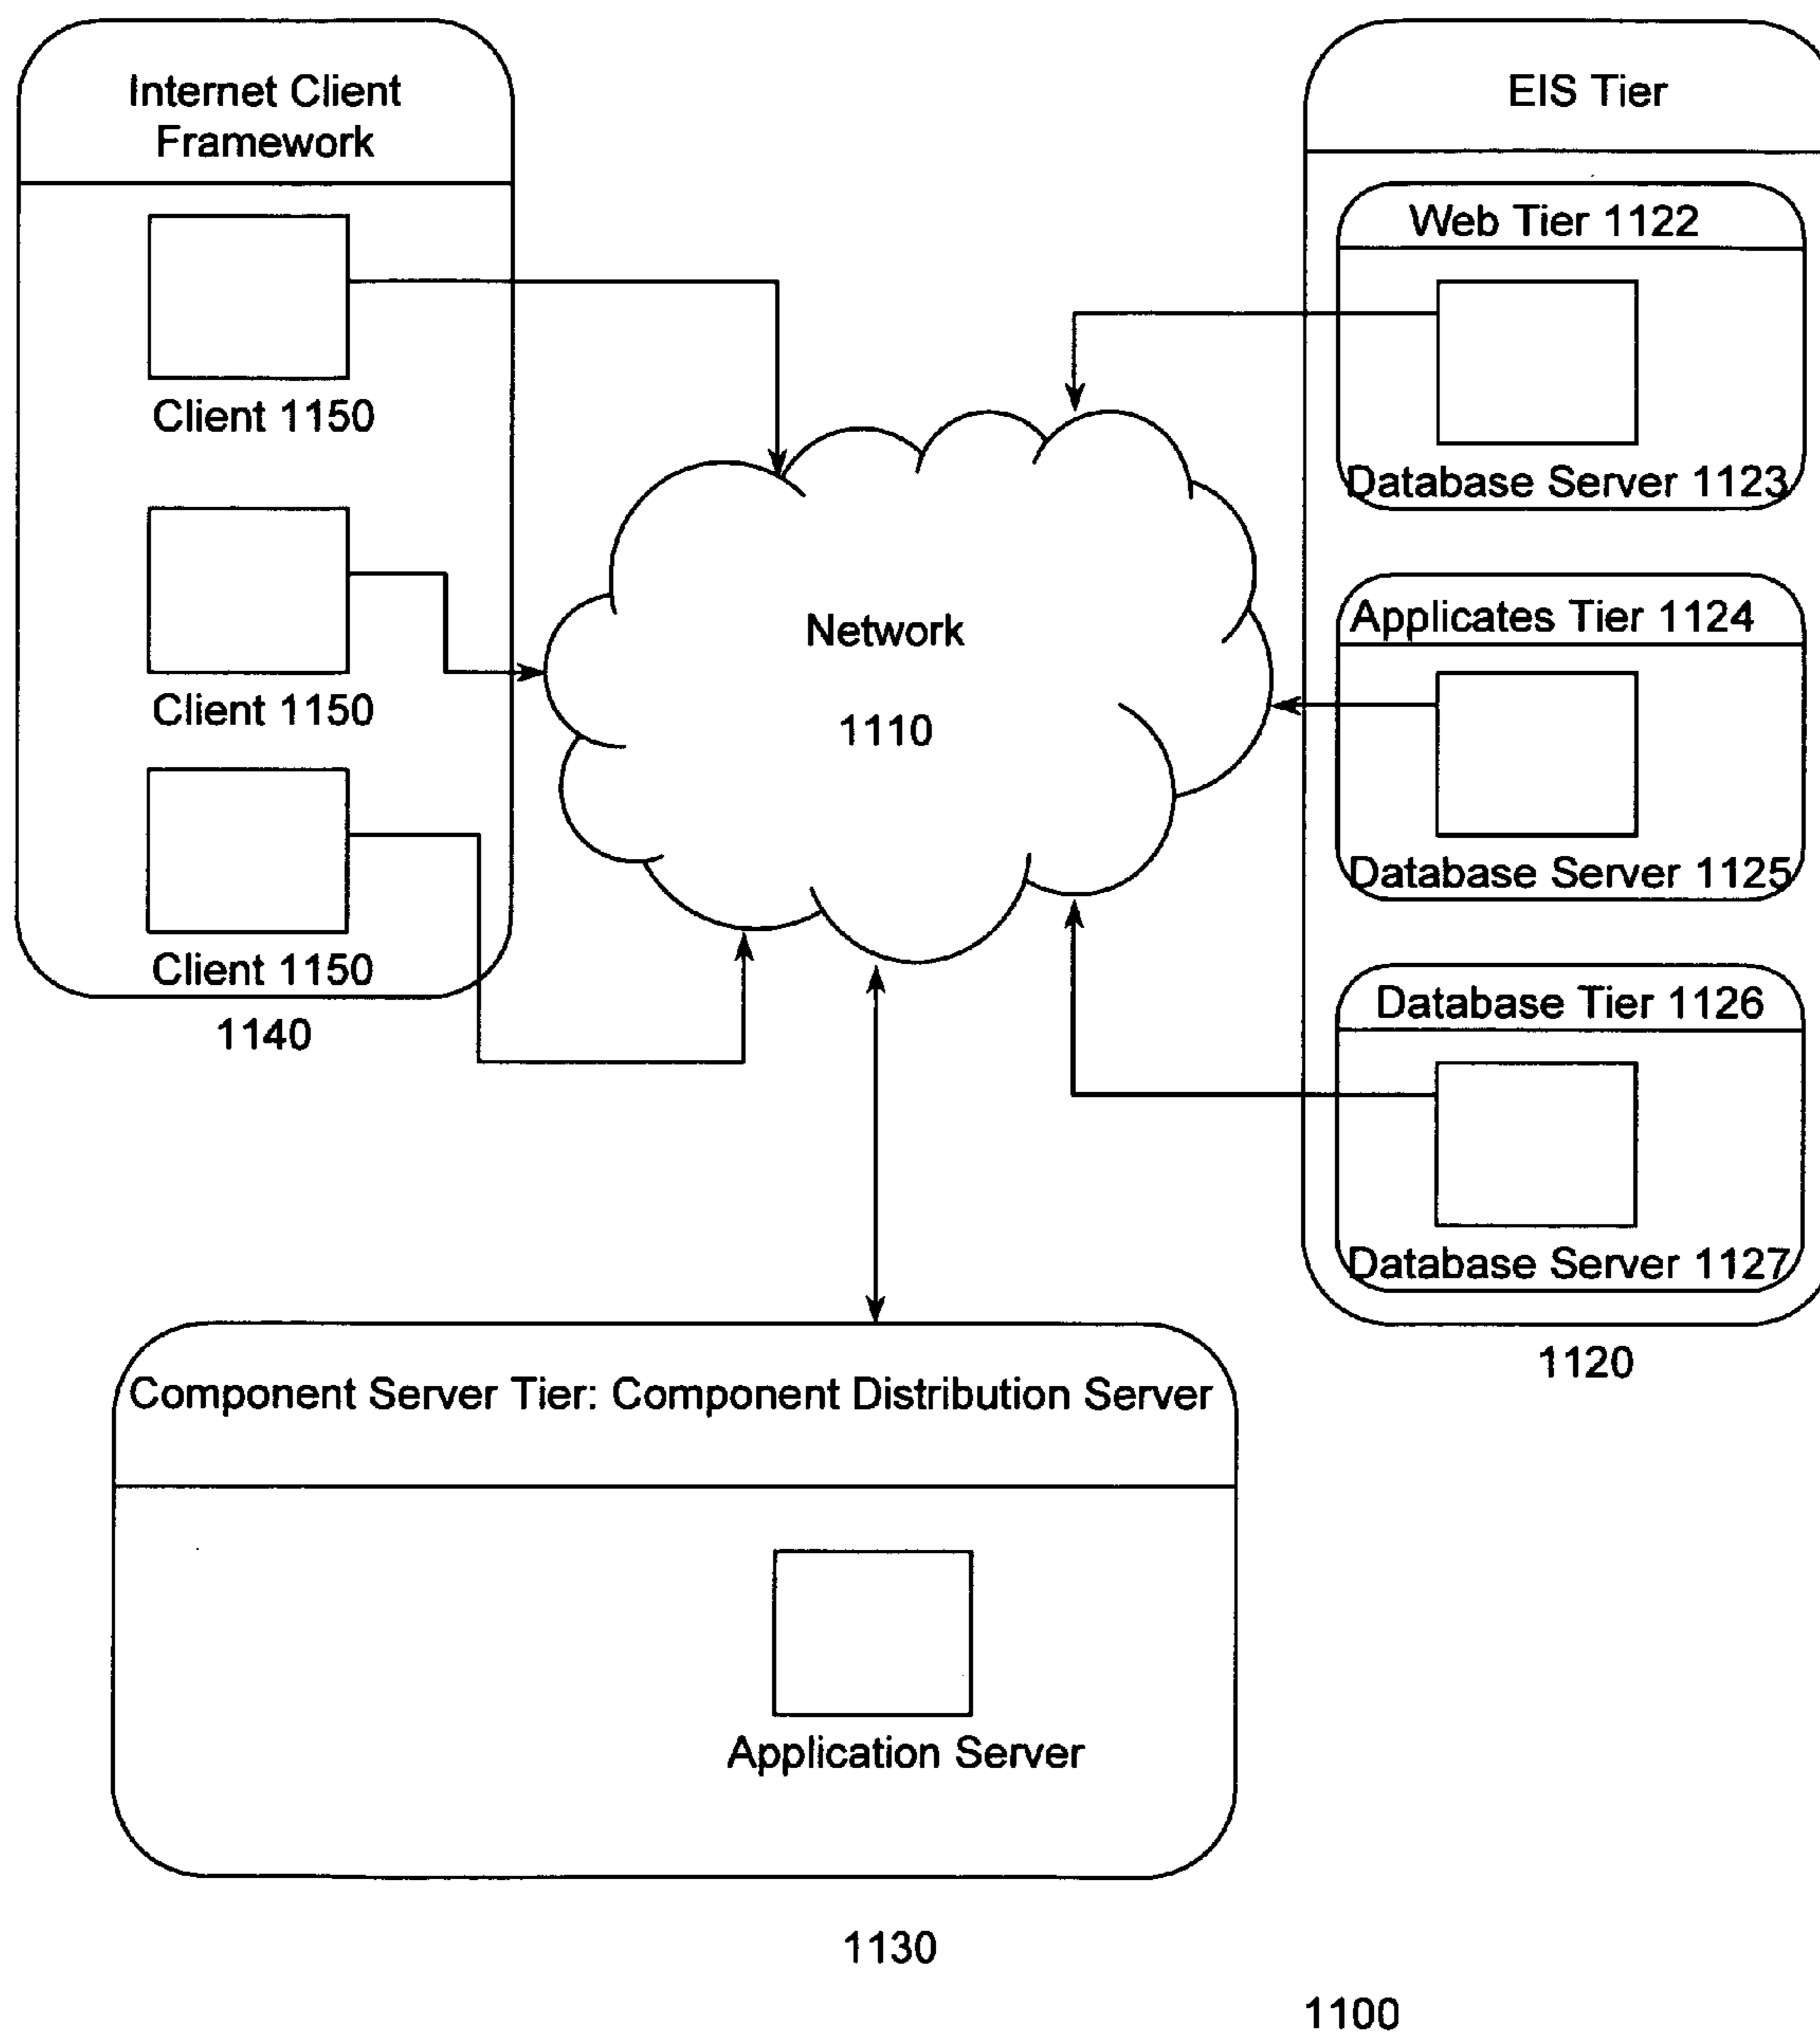 Internet Client
Framework
Client 1150
Client 1150
Client 1150
1140
Network
1110
EIS Tier
Web Tier 1122
Database Server 1123
Applicates Tier 1124
Database Server 1125
Database Tier 1126
Database Server 1127
1120
Component Server Tier: Component Distribution Server
Application Server
1130
1100